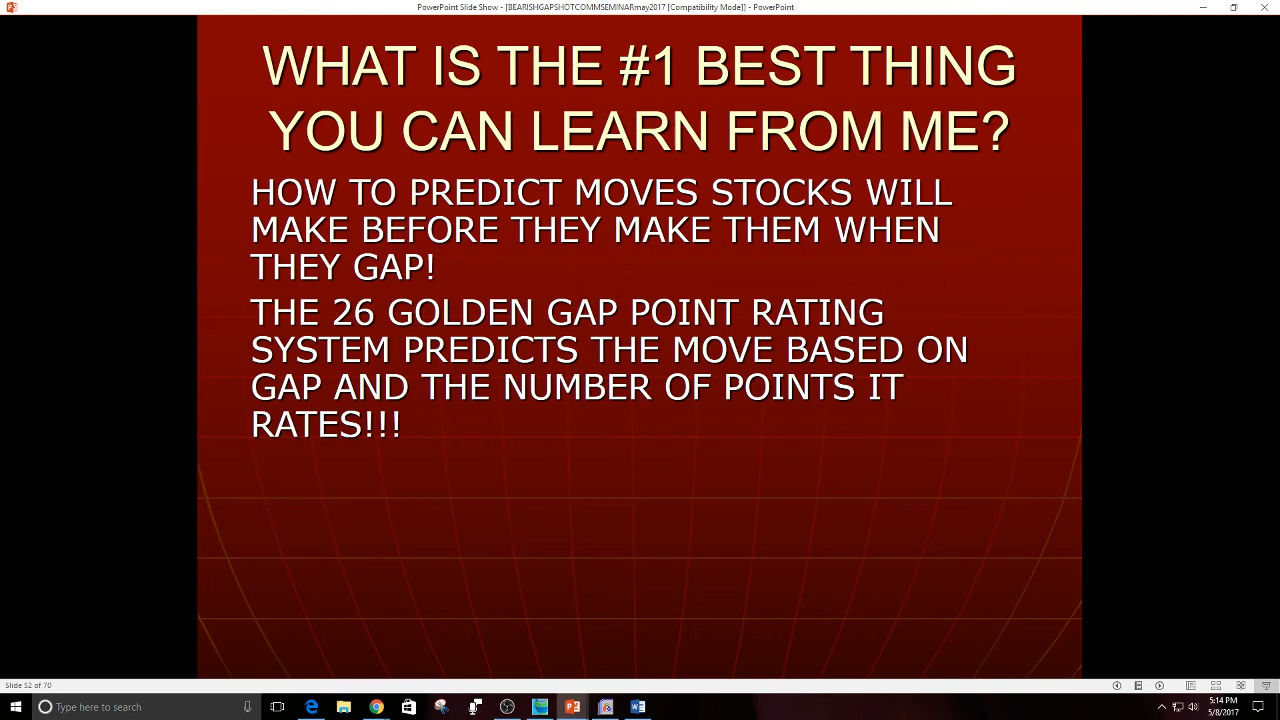 PowerPoint Slide Show - [BEARISHGAPSHOTCOMMSEMINARmay2017 [Compatibility Mode]] - PowerPoint
WHAT IS THE #1 BEST THING
YOU CAN LEARN FROM ME?
HOW TO PREDICT MOVES STOCKS WILL
MAKE BEFORE THEY MAKE THEM WHEN
THEY GAP!
THE 26 GOLDEN GAP POINT RATING
SYSTEM PREDICTS THE MOVE BASED ON
GAP AND THE NUMBER OF POINTS IT
RATES!!!
Slide 52 of 70
Type here to search
5:14 PM
5/8/2017